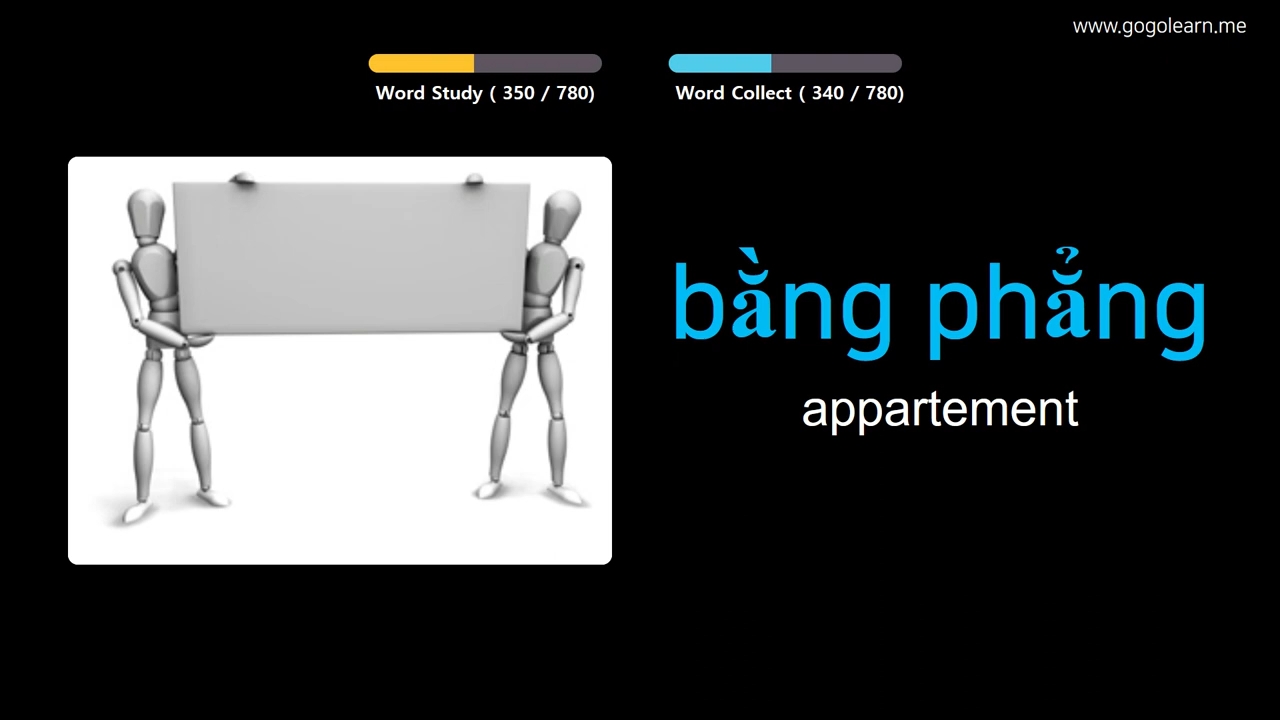 www.gogolearn.me
Word Study ( 350 / 780)
Word Collect ( 340 / 780)
bằng phẳng
appartement